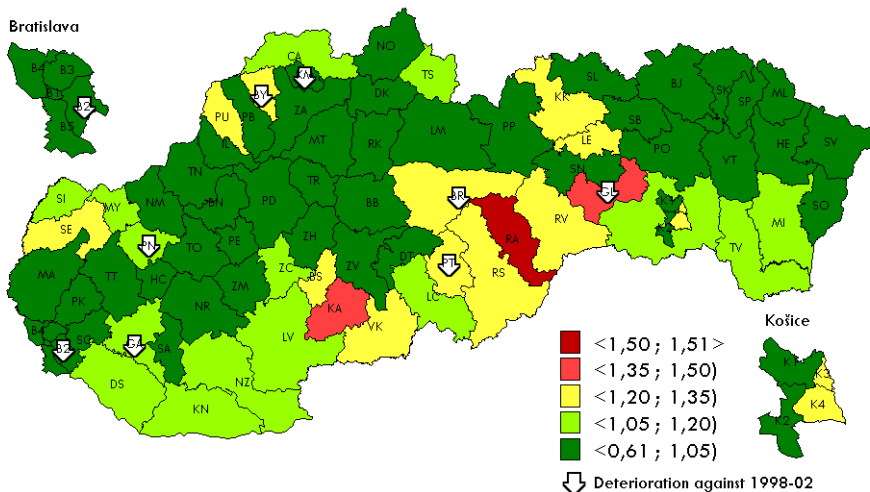 Bratislava
B4
B3
B1
B2
B5
NO
CA
KM
TS
BY
DK
PU
PB
ZA
IL
MT
RK
LM
PP
KK
SL
BJ
SK
ML
SP
SB
LE
PO
HE
SV
VT
SN
GL
SO
TN
TR
BR
SI
MY
NM
BN
PD
BB
RV
RA
SE
PN
TO
PE
ZH
DT
PT
K1
K2
MI
TV
MA
TT
HC
ZM
ZC
BS
ZV
RS
LC
PK
NR
KA
VK
LV
B4
SC
B2
GA
SA
DS
NZ
KN
<1,50 ; 1,51>
<1,35 ; 1,50)
<1,20 ; 1,35)
<1,05 ; 1,20)
<0,61 ; 1,05)
Deterioration against 1998-02
Košice
K1
K3
K4
K2